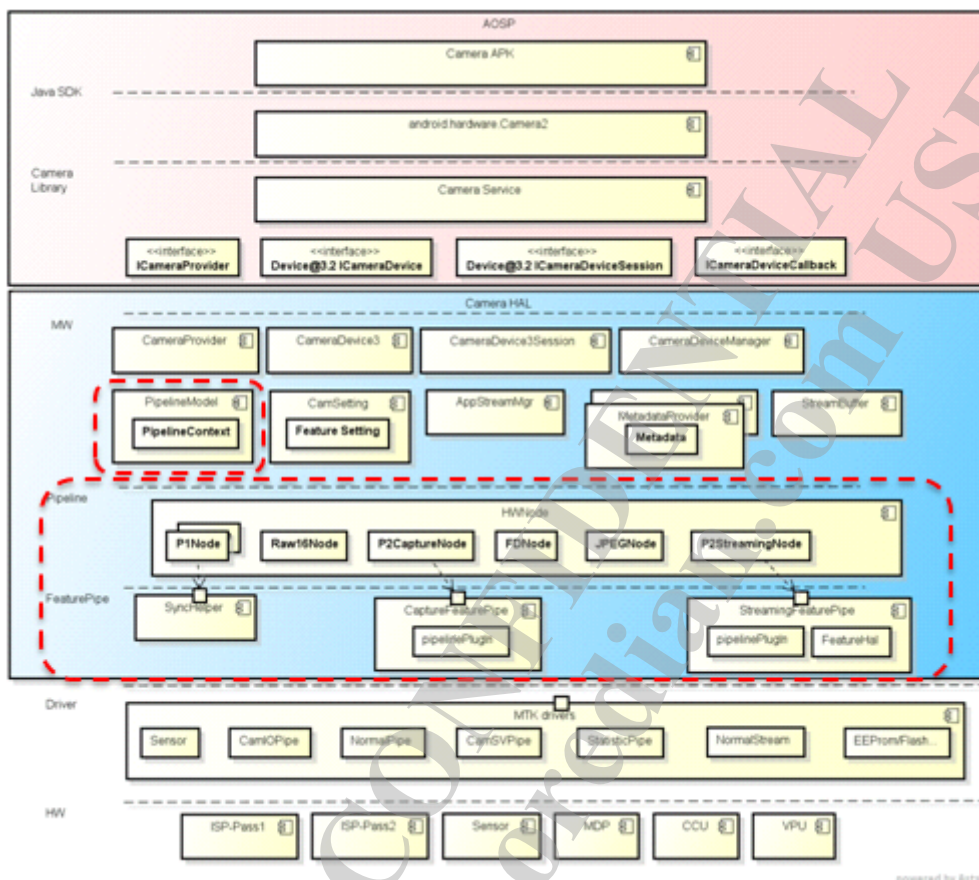 AOSP
Camera APK
Java SDK
android.hardware.Camera2
Camera
Library
Camera Service
<<interface>>
ICameraProvider
<<interface>>
Device@3.2 ICameraDevice
<<interface>>
Device@3.2 ICameraDeviceSession
<<interface>>
ICameraDeviceCallback
Camera HAL
MW
CameraProvider
CameraDevice3
CameraDevice3Session
CameraDeviceManager
PipelineModel
PipelineContext
CamSetting
Feature Setting
AppStreamMgr
MetadataProvider
Metadata
StreamBuffer
Pipeline
HWNode
P1Node
Raw16Node
P2CaptureNode
FDNode
JPEGNode
P2StreamingNode
FeaturePipe
SyncHelper
CaptureFeaturePipe
pipelinePlugin
StreamingFeaturePipe
pipelinePlugin
FeatureHal
Driver
MTK drivers
Sensor
CamIOPipe
NormalPipe
CamSVPipe
StatisticPipe
NormalStream
EEProm/Flash...
HW
ISP-Pass1
ISP-Pass2
Sensor
MDP
CCU
VPU
CONFIDENTIAL
powered by